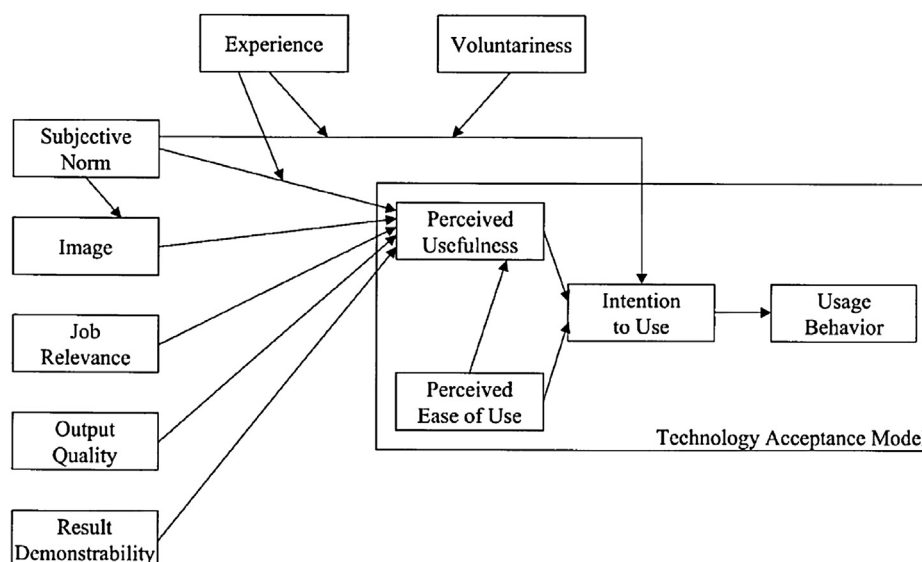 Experience
Voluntariness
Subjective
Norm
Image
Job
Relevance
Output
Quality
Result
Demonstrability
Perceived
Usefulness
Perceived
Ease of Use
Intention
to Use
Usage
Behavior
Technology Acceptance Mode